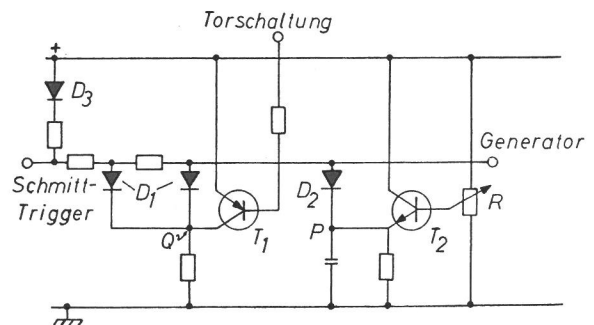 Torschaltung
+
D3
Generator
Schmitt-
Trigger
D1
D2
R
Q
T1
P
T2